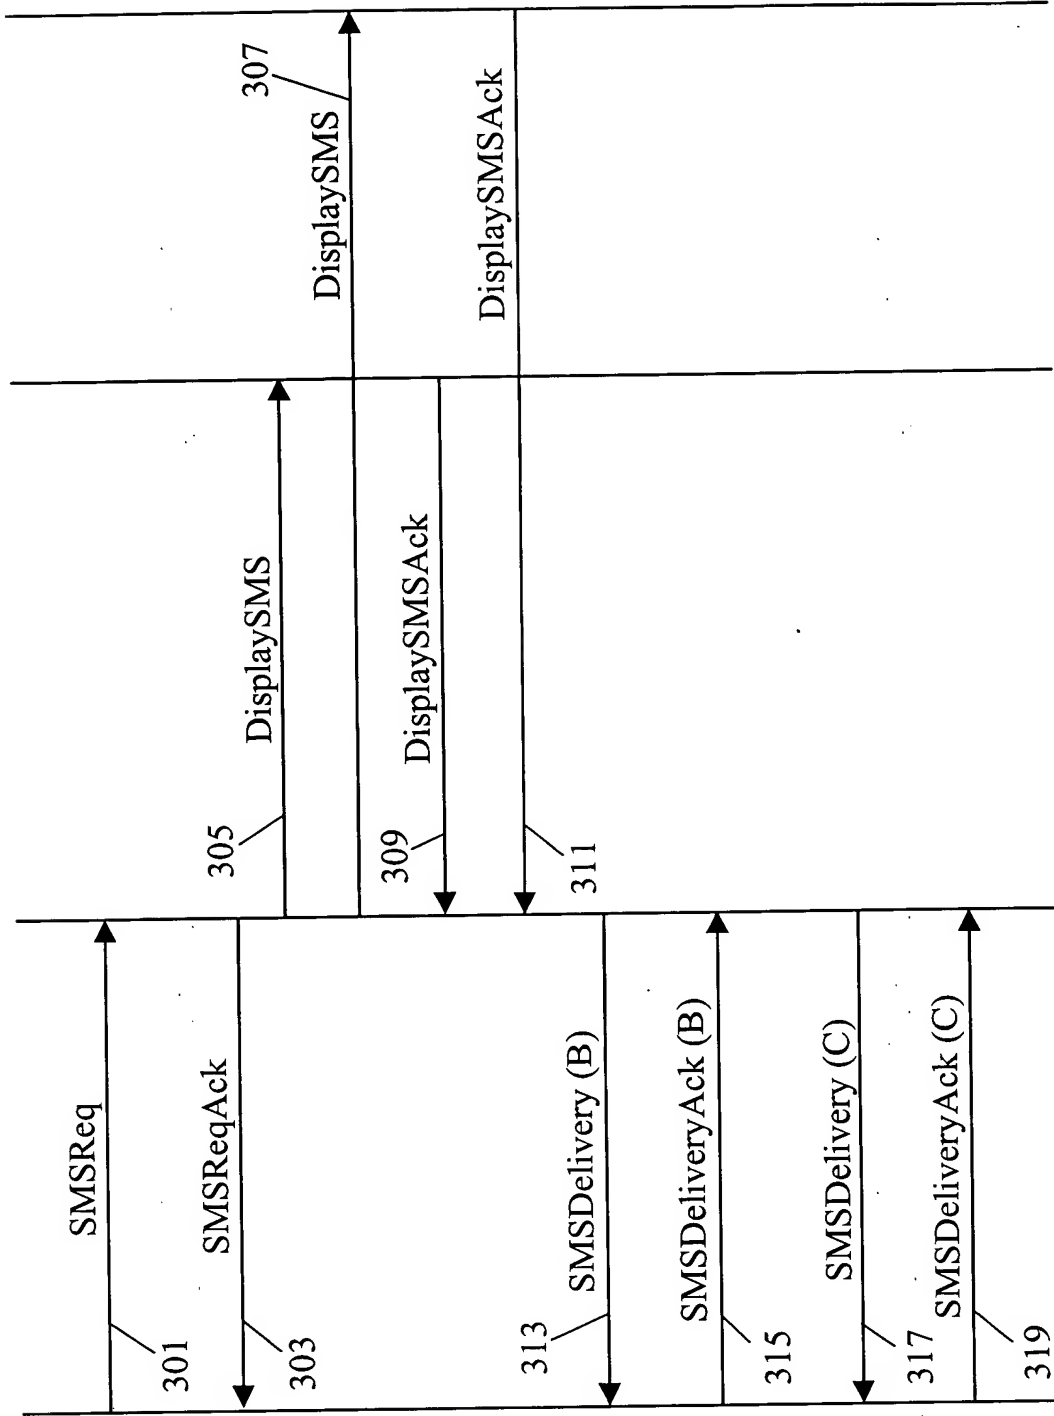 SMSReq
301
SMSReqAck
303
DisplaySMS
305
DisplaySMS
307
DisplaySMSAck
309
DisplaySMSAck
311
SMSDelivery (B)
313
SMSDeliveryAck (B)
315
SMSDelivery (C)
317
SMSDeliveryAck (C)
319